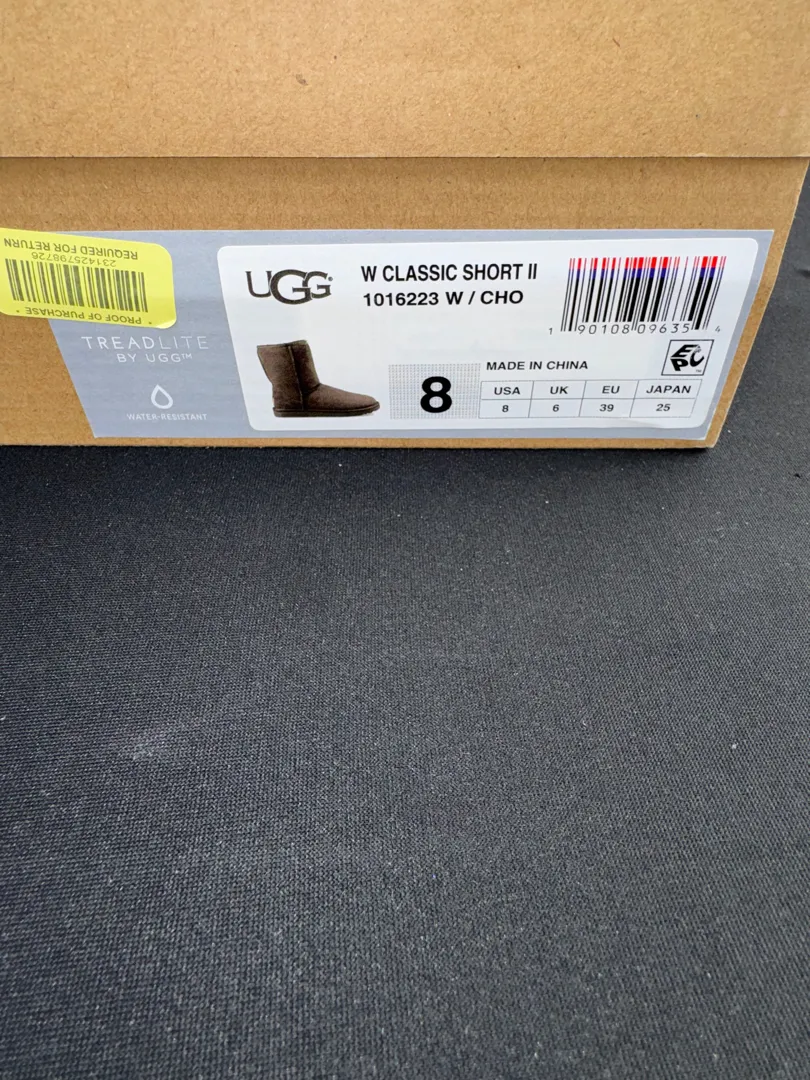 * PROOF OF PURCHASE *
231425798726
REQUIRED FOR RETURN
TREADLITE
BY UGG™
WATER-RESISTANT
UGG®
W CLASSIC SHORT II
1016223 W / CHO
1 90108 09635 4
MADE IN CHINA
EPC
8
USA UK EU JAPAN
8 6 39 25